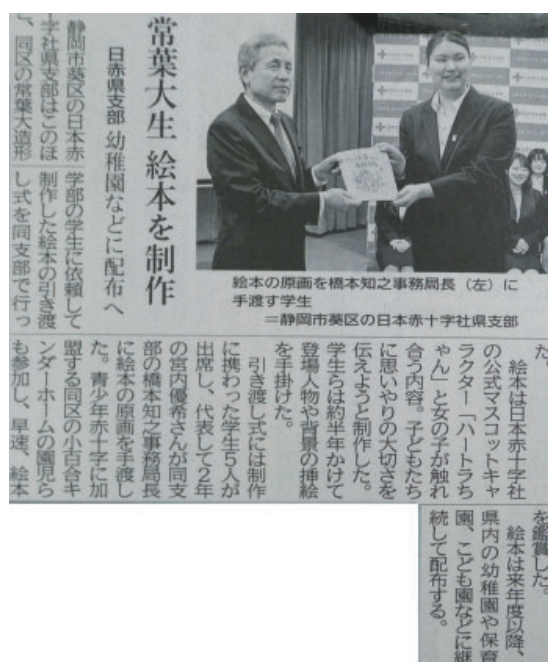 常葉大生 絵本を制作
日赤県支部 幼稚園などに配布へ
絵本の原画を橋本知之事務局長（左）に
手渡す学生
＝静岡市葵区の日本赤十字社県支部
静岡市葵区の日本赤
十字社県支部はこのほ
ど、同区の常葉大造形
学部の学生に依頼して
制作した絵本の引き渡
し式を同支部で行っ
た。
絵本は日本赤十字社
の公式マスコットキャ
ラクター「ハートラち
ゃん」と女の子が触れ
合う内容。子どもたち
に思いやりの大切さを
伝えようと制作した。
学生らは約半年かけて
登場人物や背景の挿絵
を手掛けた。
引き渡し式には制作
に携わった学生５人が
出席し、代表して２年
の宮内優希さんが同支
部の橋本知之事務局長
に絵本の原画を手渡し
た。青少年赤十字に加
盟する同区の小百合キ
ンダーホームの園児ら
も参加し、早速、絵本
を鑑賞した。
絵本は来年度以降、
県内の幼稚園や保育
園、こども園などに継
続して配布する。